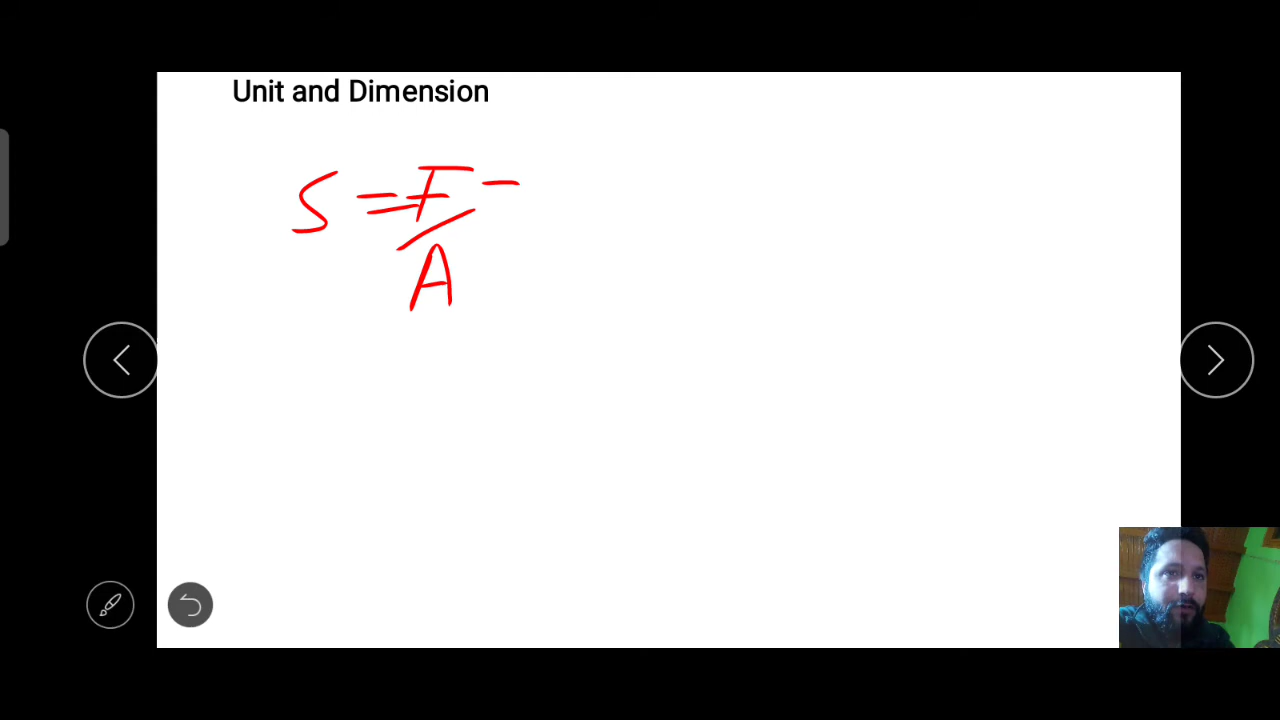 Unit and Dimension
S = F/A =